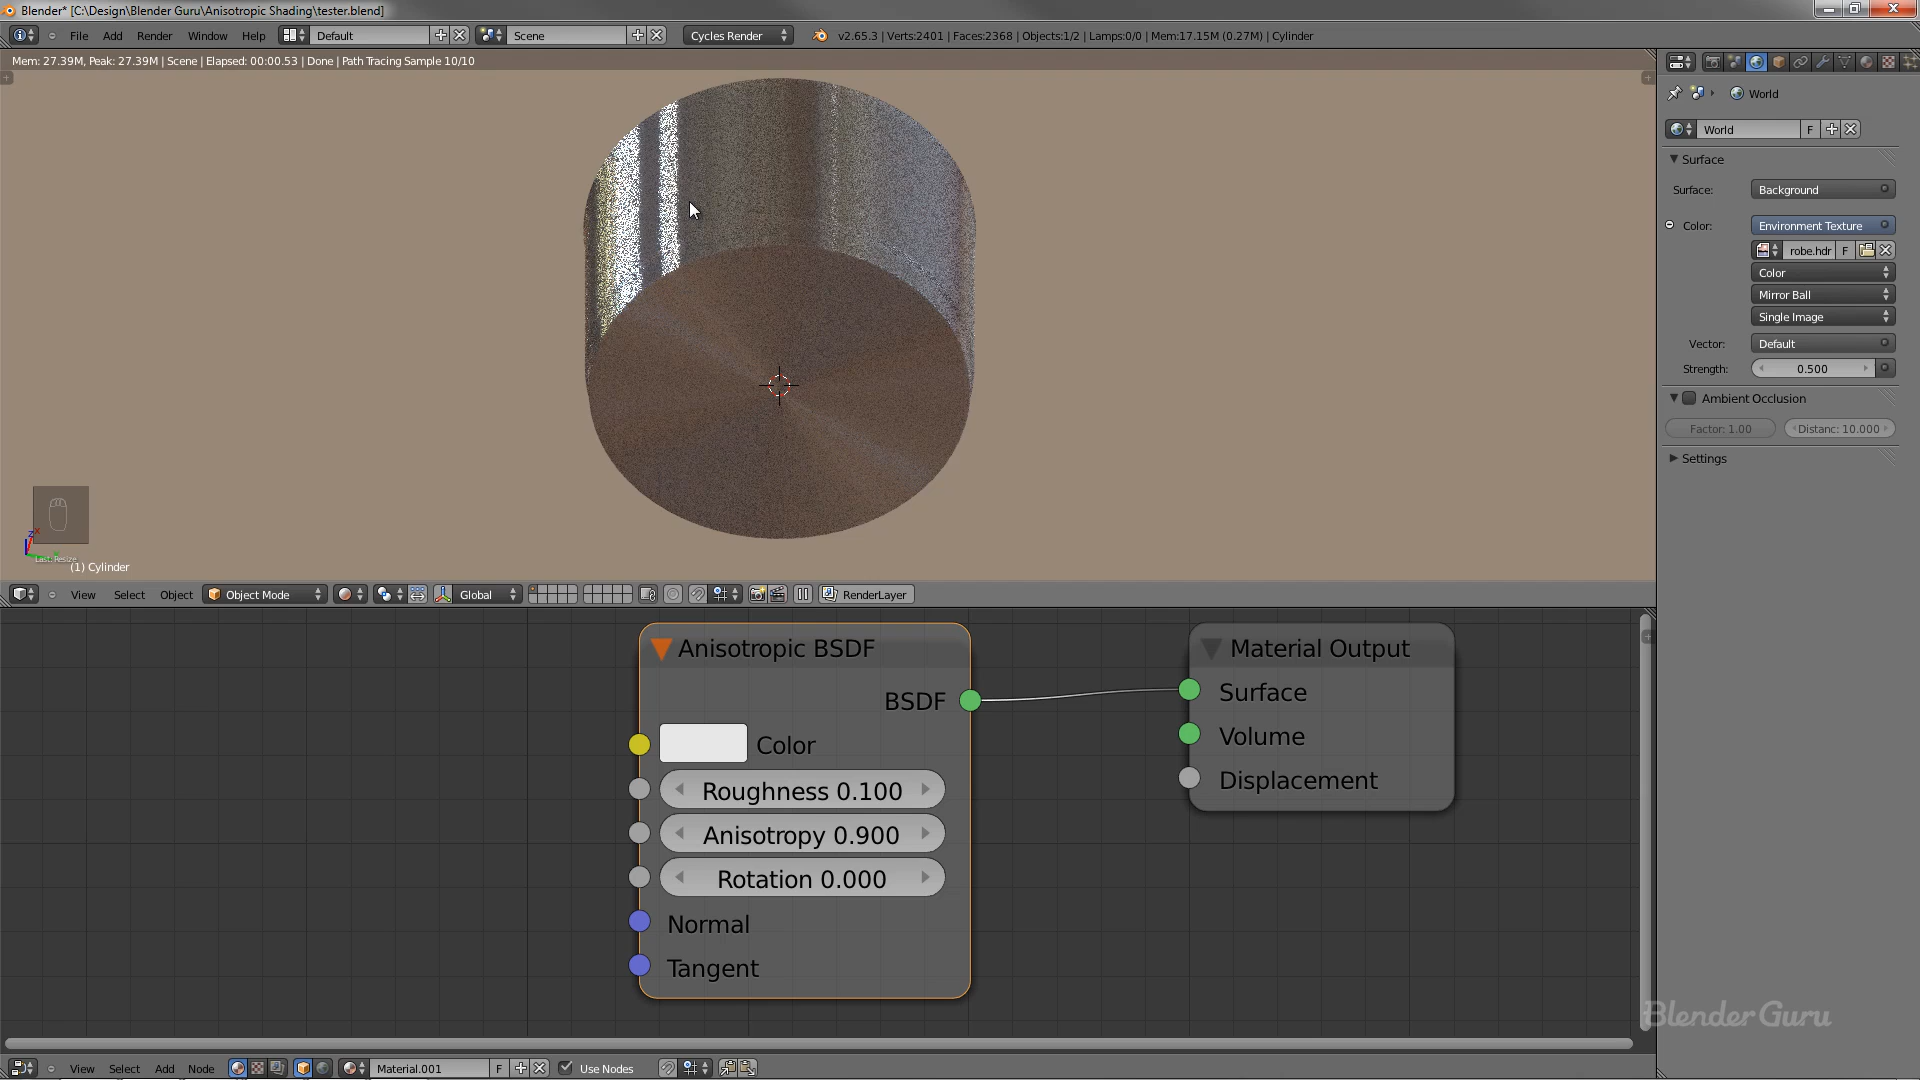 Blender* [C:\Design\Blender Guru\Anisotropic Shading\tester.blend]
File Add Render Window Help Default Scene Cycles Render v2.65.3 | Verts:2401 | Faces:2368 | Objects:1/2 | Lamps:0/0 | Mem:17.15M (0.27M) | Cylinder
Mem: 27.39M, Peak: 27.39M | Scene | Elapsed: 00:00.53 | Done | Path Tracing Sample 10/10
World
World F
Surface
Surface: Background
Color: Environment Texture
robe.hdr F
Color
Mirror Ball
Single Image
Vector: Default
Strength: 0.500
Ambient Occlusion
Factor: 1.00 Distanc: 10.000
Settings
Last: Resize
(1) Cylinder
View Select Object Object Mode Global RenderLayer
Anisotropic BSDF
BSDF
Color
Roughness 0.100
Anisotropy 0.900
Rotation 0.000
Normal
Tangent
Material Output
Surface
Volume
Displacement
BlenderGuru
View Select Add Node Material.001 F Use Nodes